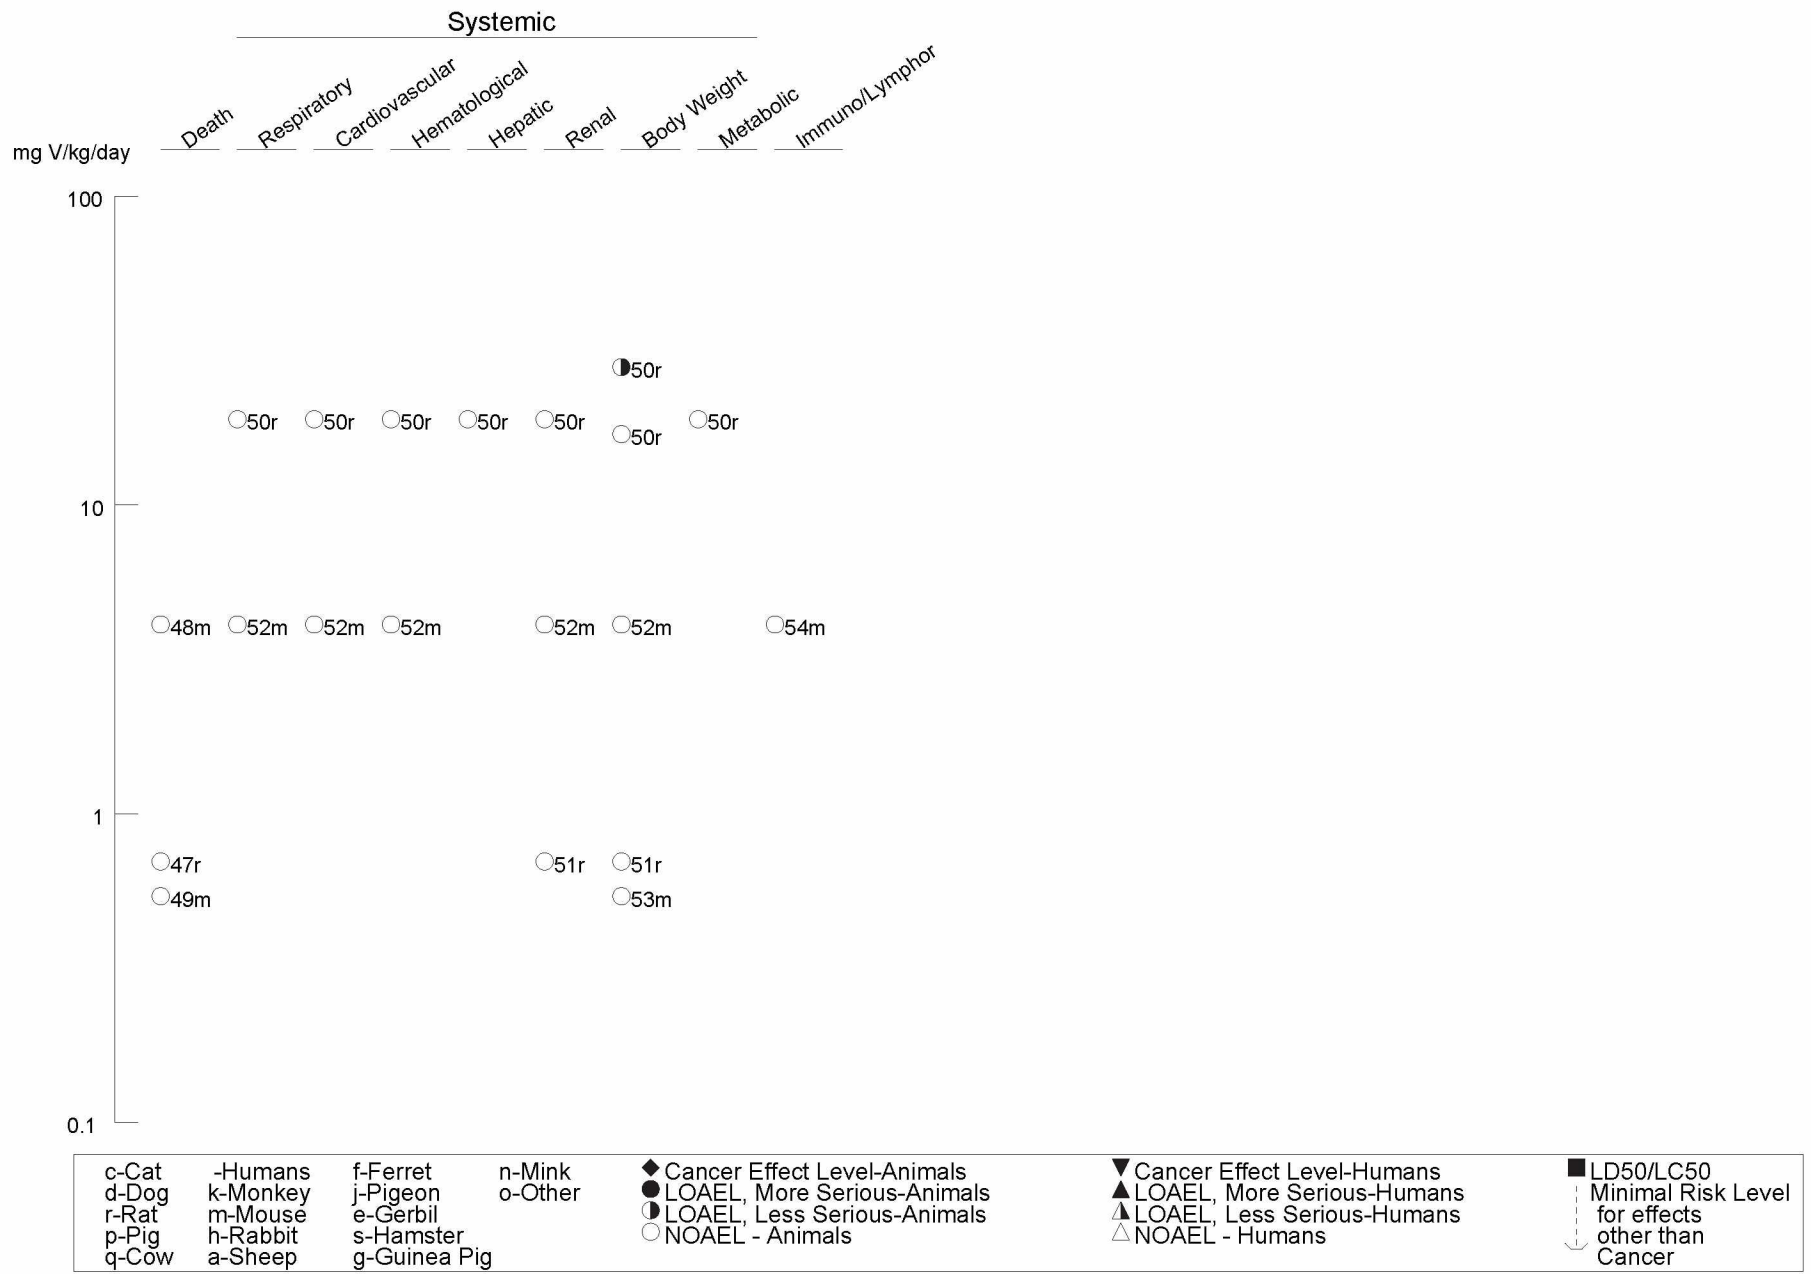 Systemic
Death
Respiratory
Cardiovascular
Hematological
Hepatic
Renal
Body Weight
Metabolic
Immuno/Lymphor
mg V/kg/day
100
50r
50r 50r 50r 50r 50r 50r
50r
10
48m 52m 52m 52m 52m 52m 54m
1
47r 51r 51r
49m 53m
0.1
c-Cat -Humans f-Ferret n-Mink Cancer Effect Level-Animals Cancer Effect Level-Humans LD50/LC50
d-Dog k-Monkey j-Pigeon o-Other LOAEL, More Serious-Animals LOAEL, More Serious-Humans Minimal Risk Level
r-Rat m-Mouse e-Gerbil LOAEL, Less Serious-Animals LOAEL, Less Serious-Humans for effects
p-Pig h-Rabbit s-Hamster NOAEL - Animals NOAEL - Humans other than
q-Cow a-Sheep g-Guinea Pig Cancer